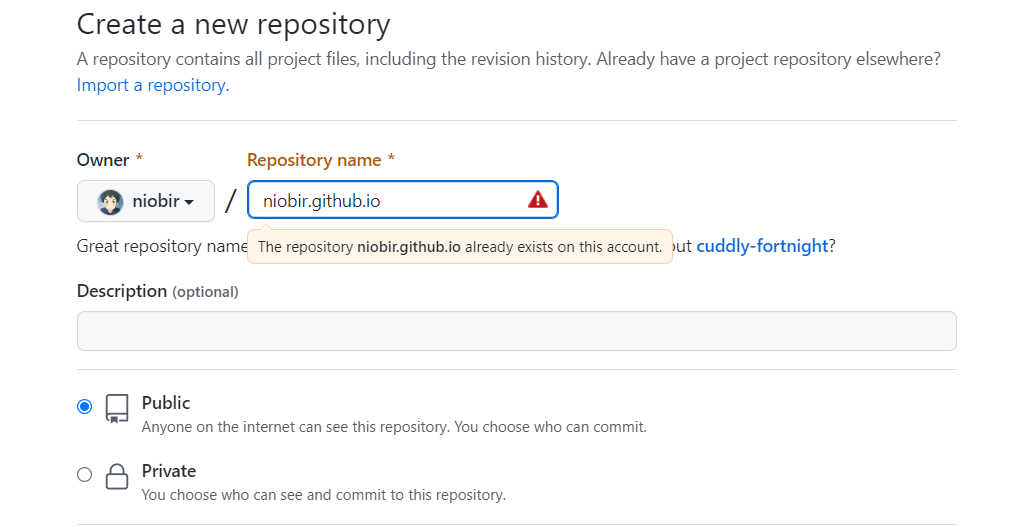 Create a new repository
A repository contains all project files, including the revision history. Already have a project repository elsewhere?
Import a repository.
Owner *
Repository name *
niobir
/
niobir.github.io
Great repository name
The repository niobir.github.io already exists on this account.
cuddly-fortnight?
Description (optional)
Public
Anyone on the internet can see this repository. You choose who can commit.
Private
You choose who can see and commit to this repository.